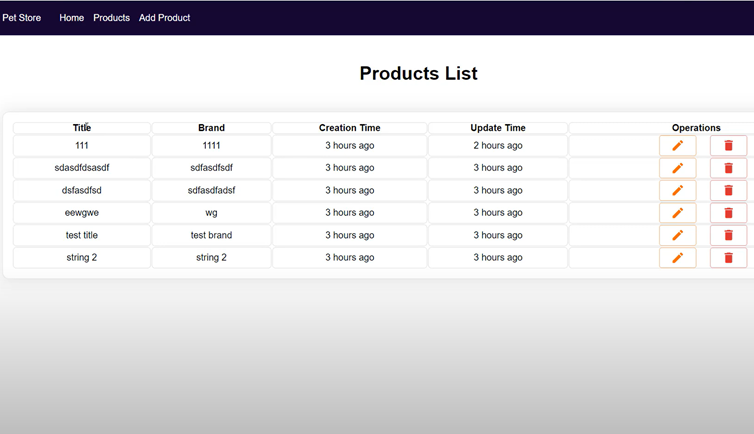 Pet Store Home Products Add Product
Products List
Title Brand Creation Time Update Time Operations
111 1111 3 hours ago 2 hours ago
sdasdfdsasdf sdfasdfsdf 3 hours ago 3 hours ago
dsfasdfsd sdfasdfadsf 3 hours ago 3 hours ago
eewgwe wg 3 hours ago 3 hours ago
test title test brand 3 hours ago 3 hours ago
string 2 string 2 3 hours ago 3 hours ago